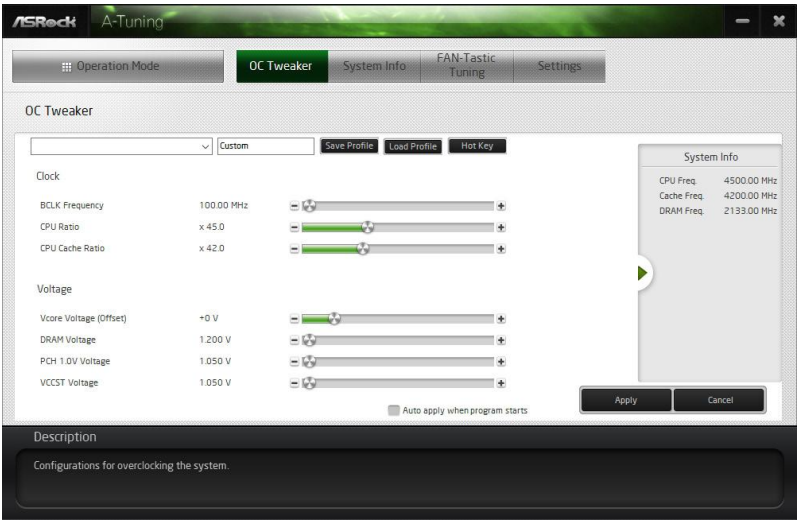 ASRock A-Tuning
Operation Mode
OC Tweaker
System Info
FAN-Tastic
Tuning
Settings
OC Tweaker
Custom
Save Profile
Load Profile
Hot Key
Clock
BCLK Frequency 100.00 MHz
CPU Ratio x 45.0
CPU Cache Ratio x 42.0
Voltage
Vcore Voltage (Offset) +0 V
DRAM Voltage 1.200 V
PCH 1.0V Voltage 1.050 V
VCCST Voltage 1.050 V
Auto apply when program starts
System Info
CPU Freq. 4500.00 MHz
Cache Freq. 4200.00 MHz
DRAM Freq. 2133.00 MHz
Apply
Cancel
Description
Configurations for overclocking the system.